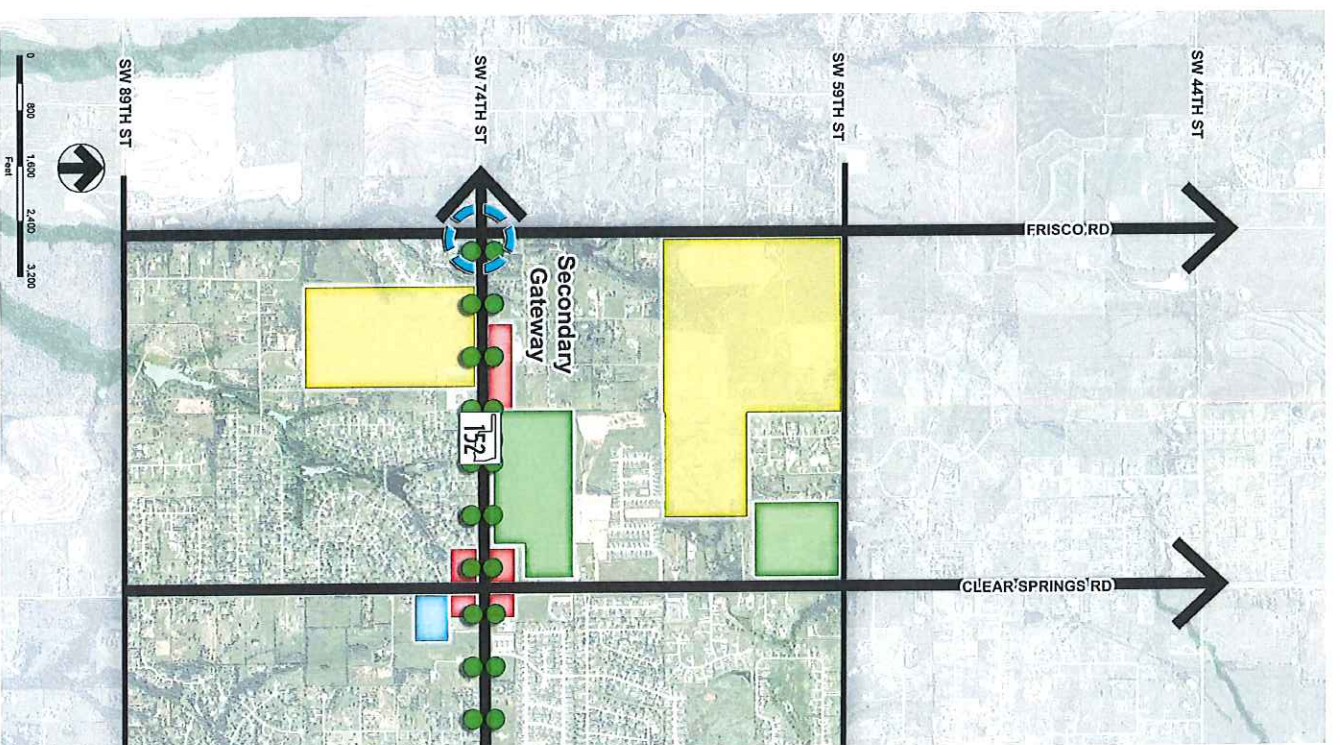 SW 89TH ST
SW 74TH ST
SW 59TH ST
SW 44TH ST
FRISCO RD
Secondary
Gateway
152
CLEAR SPRINGS RD
0
800
1,600
2,400
3,200
Feet